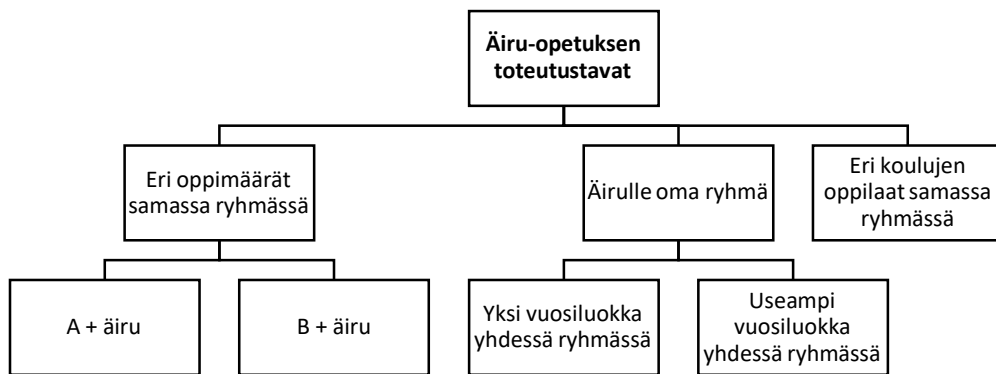 Äiru-opetuksen
toteutustavat
Eri oppimäärät
samassa ryhmässä
Äirulle oma ryhmä
Eri koulujen
oppilaat samassa
ryhmässä
A + äiru
B + äiru
Yksi vuosiluokka
yhdessä ryhmässä
Useampi
vuosiluokka
yhdessä ryhmässä